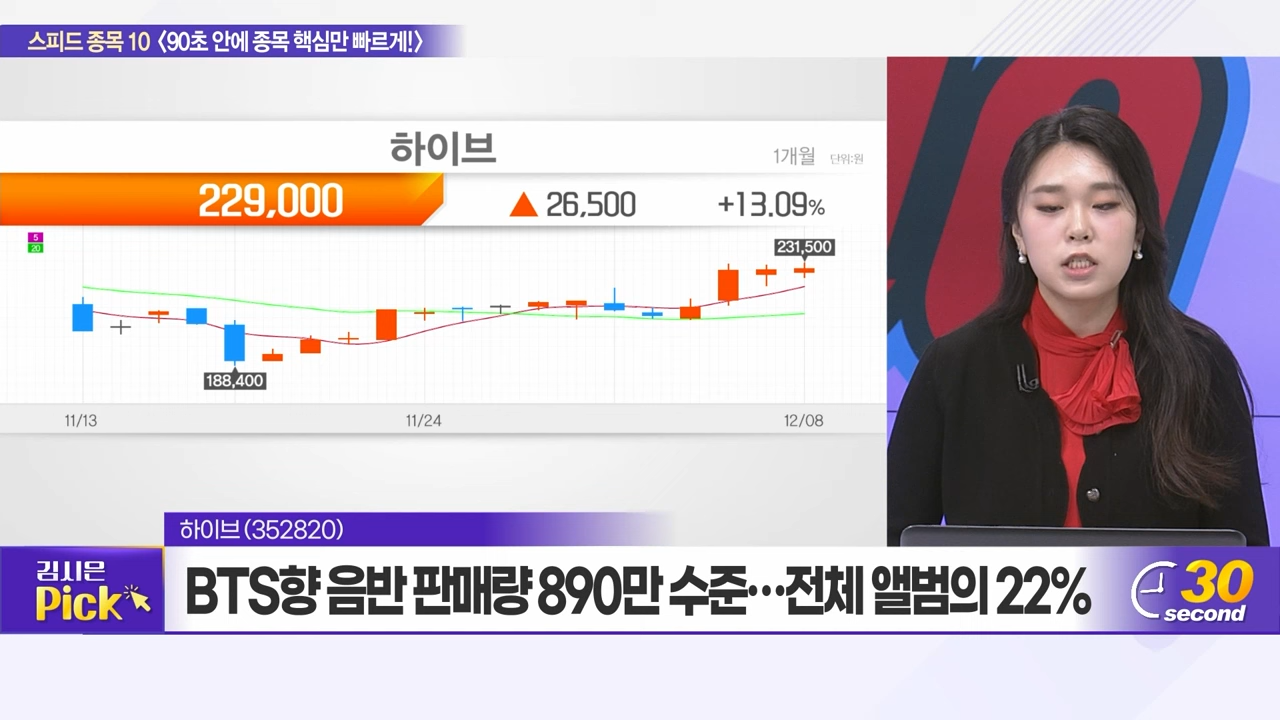 스피드 종목 10 <90초 안에 종목 핵심만 빠르게!>
하이브
1개월 단위:원
229,000 ▲ 26,500 +13.09%
5
20
231,500
188,400
11/13 11/24 12/08
하이브(352820)
김시은
Pick
BTS향 음반 판매량 890만 수준…전체 앨범의 22%
30
second